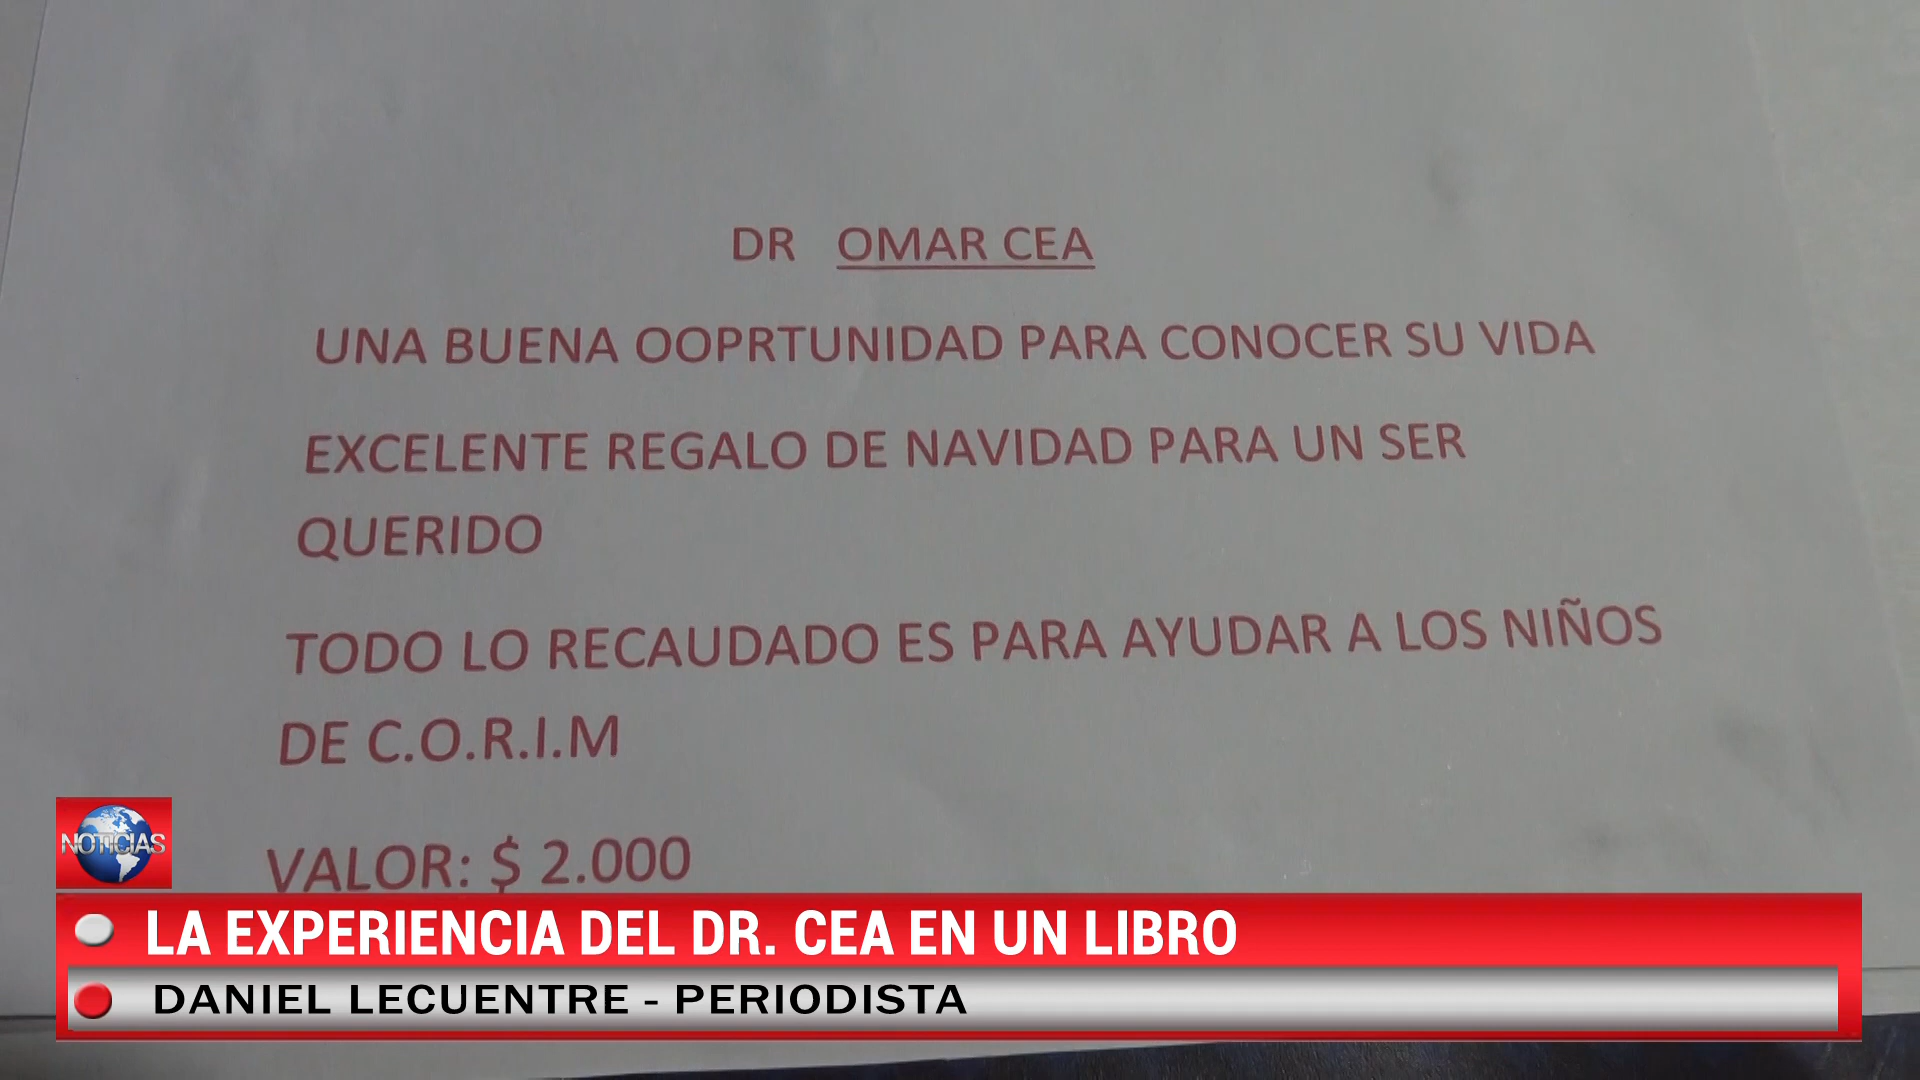 DR OMAR CEA
UNA BUENA OOPRTUNIDAD PARA CONOCER SU VIDA
EXCELENTE REGALO DE NAVIDAD PARA UN SER
QUERIDO
TODO LO RECAUDADO ES PARA AYUDAR A LOS NIÑOS
DE C.O.R.I.M
VALOR: $ 2.000
NOTICIAS
LA EXPERIENCIA DEL DR. CEA EN UN LIBRO
DANIEL LECUENTRE - PERIODISTA